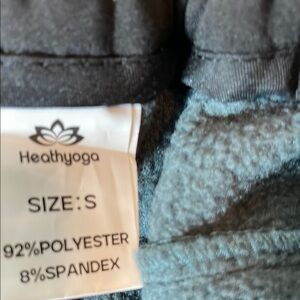 Heathyoga
SIZE:S
92%POLYESTER
8%SPANDEX